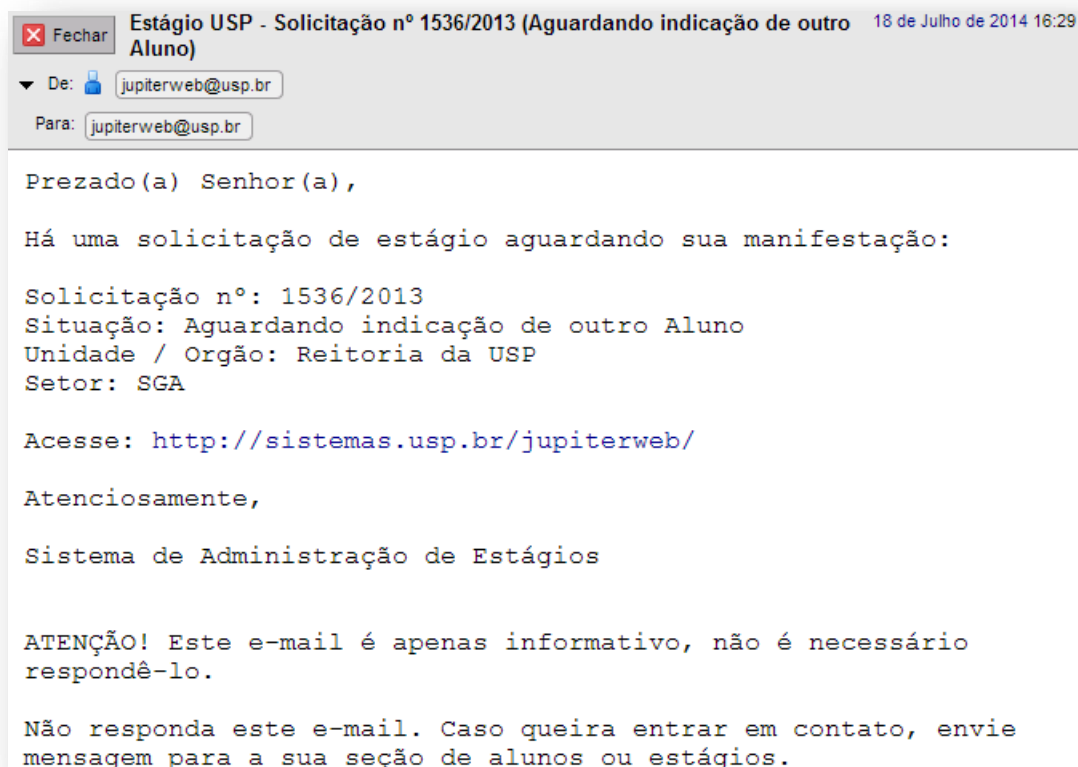 Fechar
Estágio USP - Solicitação nº 1536/2013 (Aguardando indicação de outro
Aluno)
18 de Julho de 2014 16:29
De: jupiterweb@usp.br
Para: jupiterweb@usp.br
Prezado(a) Senhor(a),
Há uma solicitação de estágio aguardando sua manifestação:
Solicitação nº: 1536/2013
Situação: Aguardando indicação de outro Aluno
Unidade / Orgão: Reitoria da USP
Setor: SGA
Acesse: http://sistemas.usp.br/jupiterweb/
Atenciosamente,
Sistema de Administração de Estágios
ATENÇÃO! Este e-mail é apenas informativo, não é necessário
respondê-lo.
Não responda este e-mail. Caso queira entrar em contato, envie
mensagem para a sua seção de alunos ou estágios.